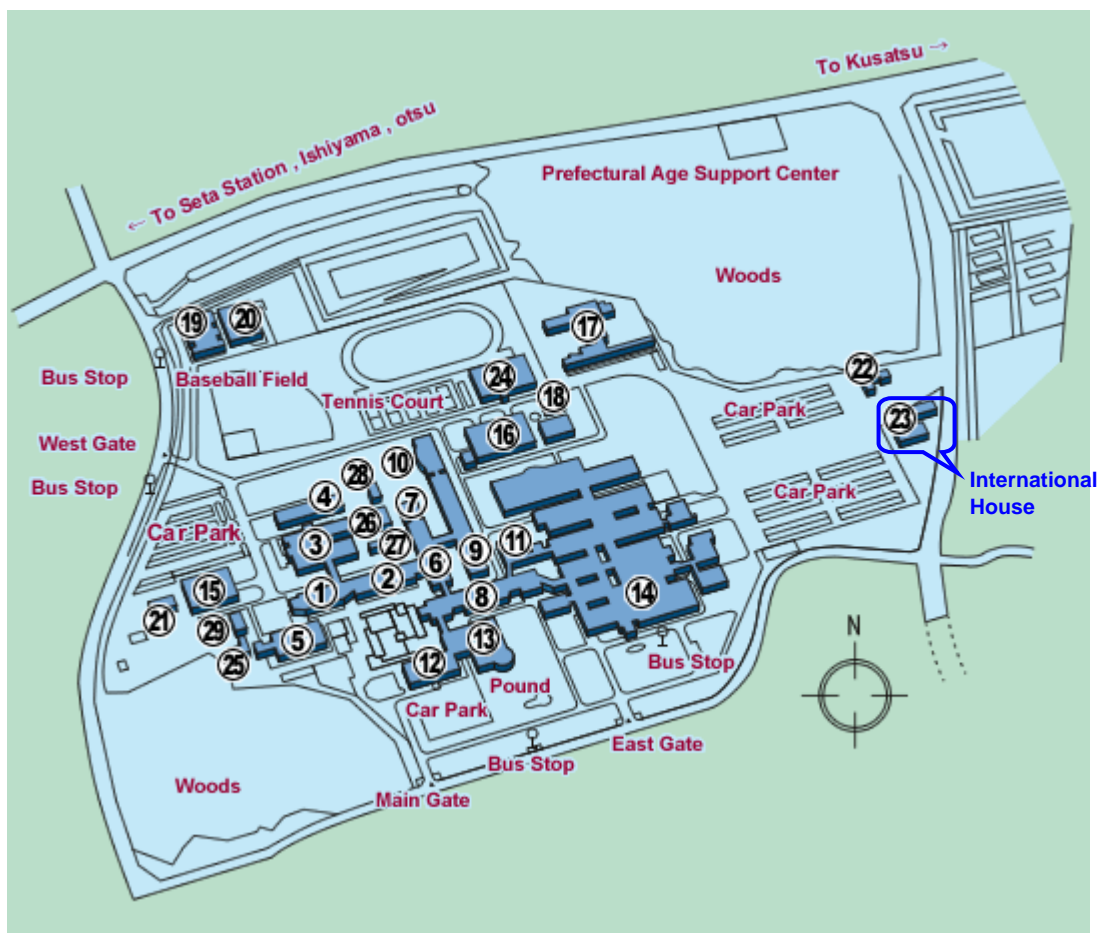 To Kusatsu →
← To Seta Station , Ishiyama , otsu
Prefectural Age Support Center
Woods
19
20
17
Bus Stop
Baseball Field
22
24
Tennis Court
18
Car Park
23
West Gate
16
10
28
International
House
Bus Stop
4
7
Car Park
Car Park
26
3
27
11
9
6
2
15
1
8
14
21
29
5
13
N
25
12
Bus Stop
Pound
Car Park
East Gate
Bus Stop
Woods
Main Gate